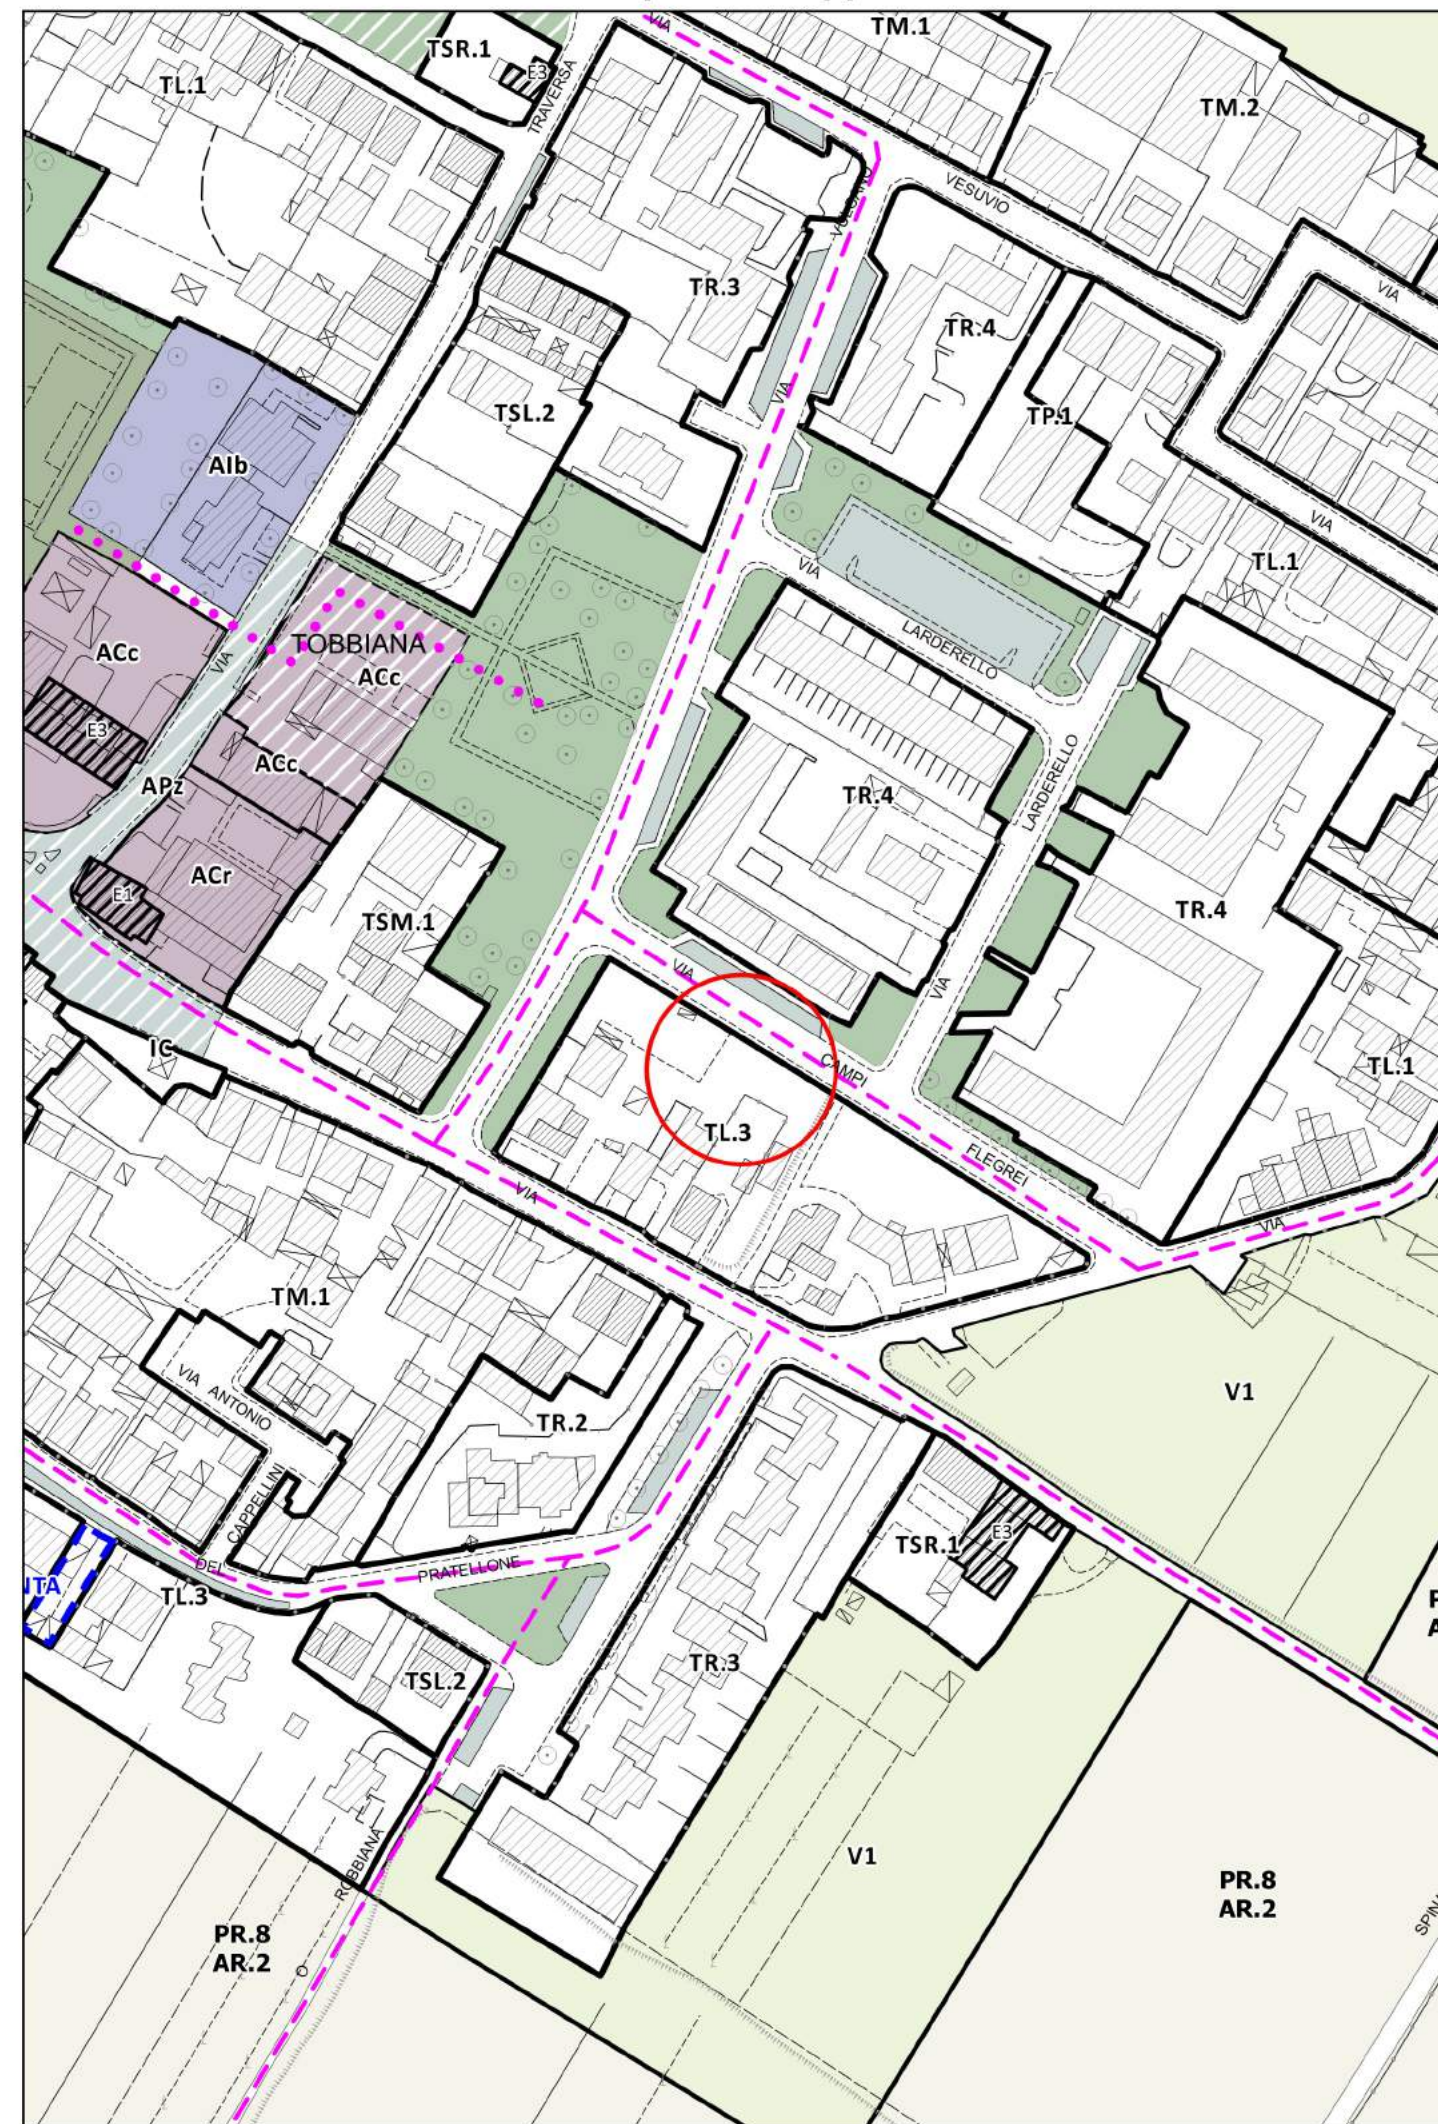 VIA
TM.1
TSR.1
E3
TL.1
TRAVERSA
TM.2
VULCANO
VESUVIO
TR.3
VIA
TR.4
VIA
TSL.2
TP.1
AIb
VIA
TL.1
VIA
LARDERELLO
TOBBIANA
ACc
ACc
VIA
E3
ACc
APz
LARDERELLO
TR.4
ACr
E1
TSM.1
TR.4
VIA
VIA
IC
CAMPI
TL.1
TL.3
FLEGREI
VIA
VIA
TM.1
VIA ANTONIO
V1
TR.2
CAPPELLINI
E3
TSR.1
DEL
PRATELLONE
NTA
TL.3
TR.3
TSL.2
ROBBIANA
V1
PR.8
AR.2
PR.8
AR.2